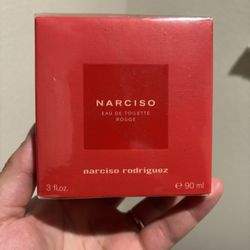 NARCISO
EAU DE TOILETTE
ROUGE
narciso rodriguez
3 fl.oz. ℮ 90 ml